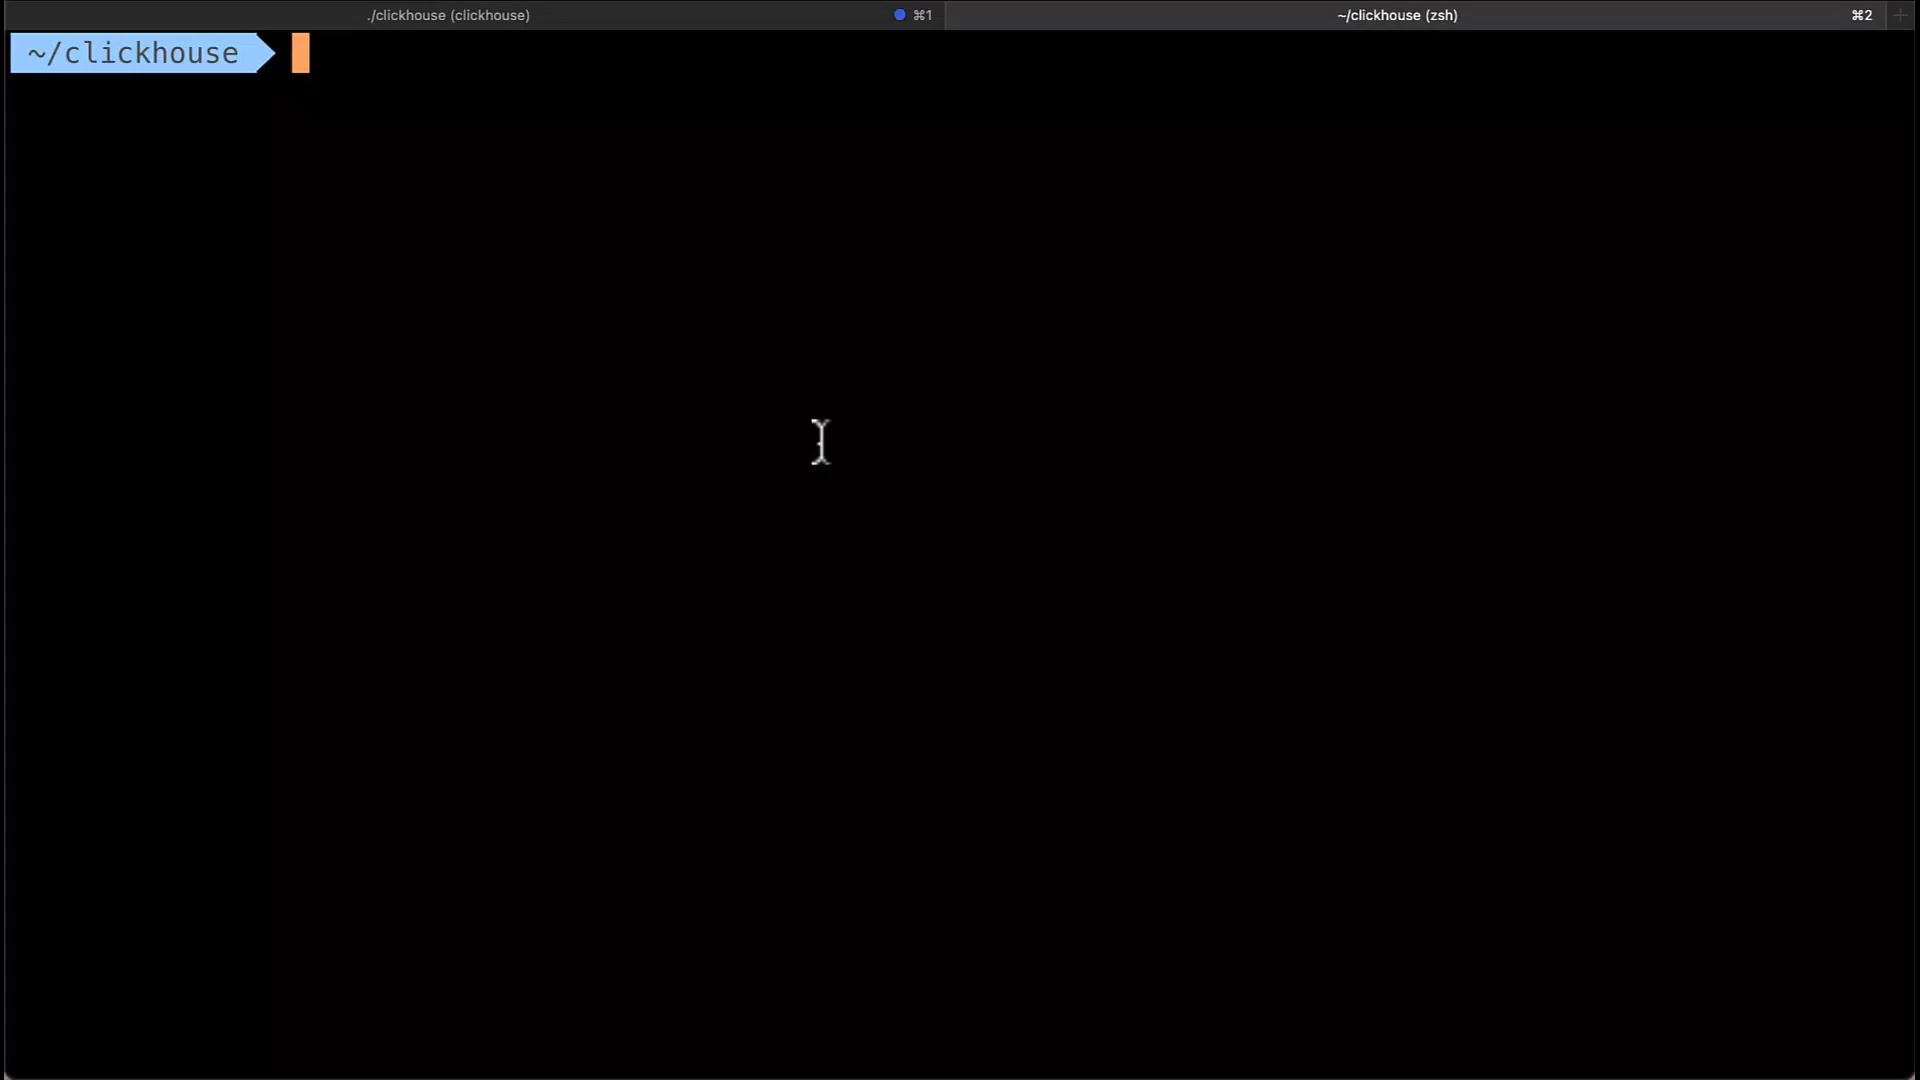 ./clickhouse (clickhouse)
⌘1
~/clickhouse (zsh)
⌘2
~/clickhouse